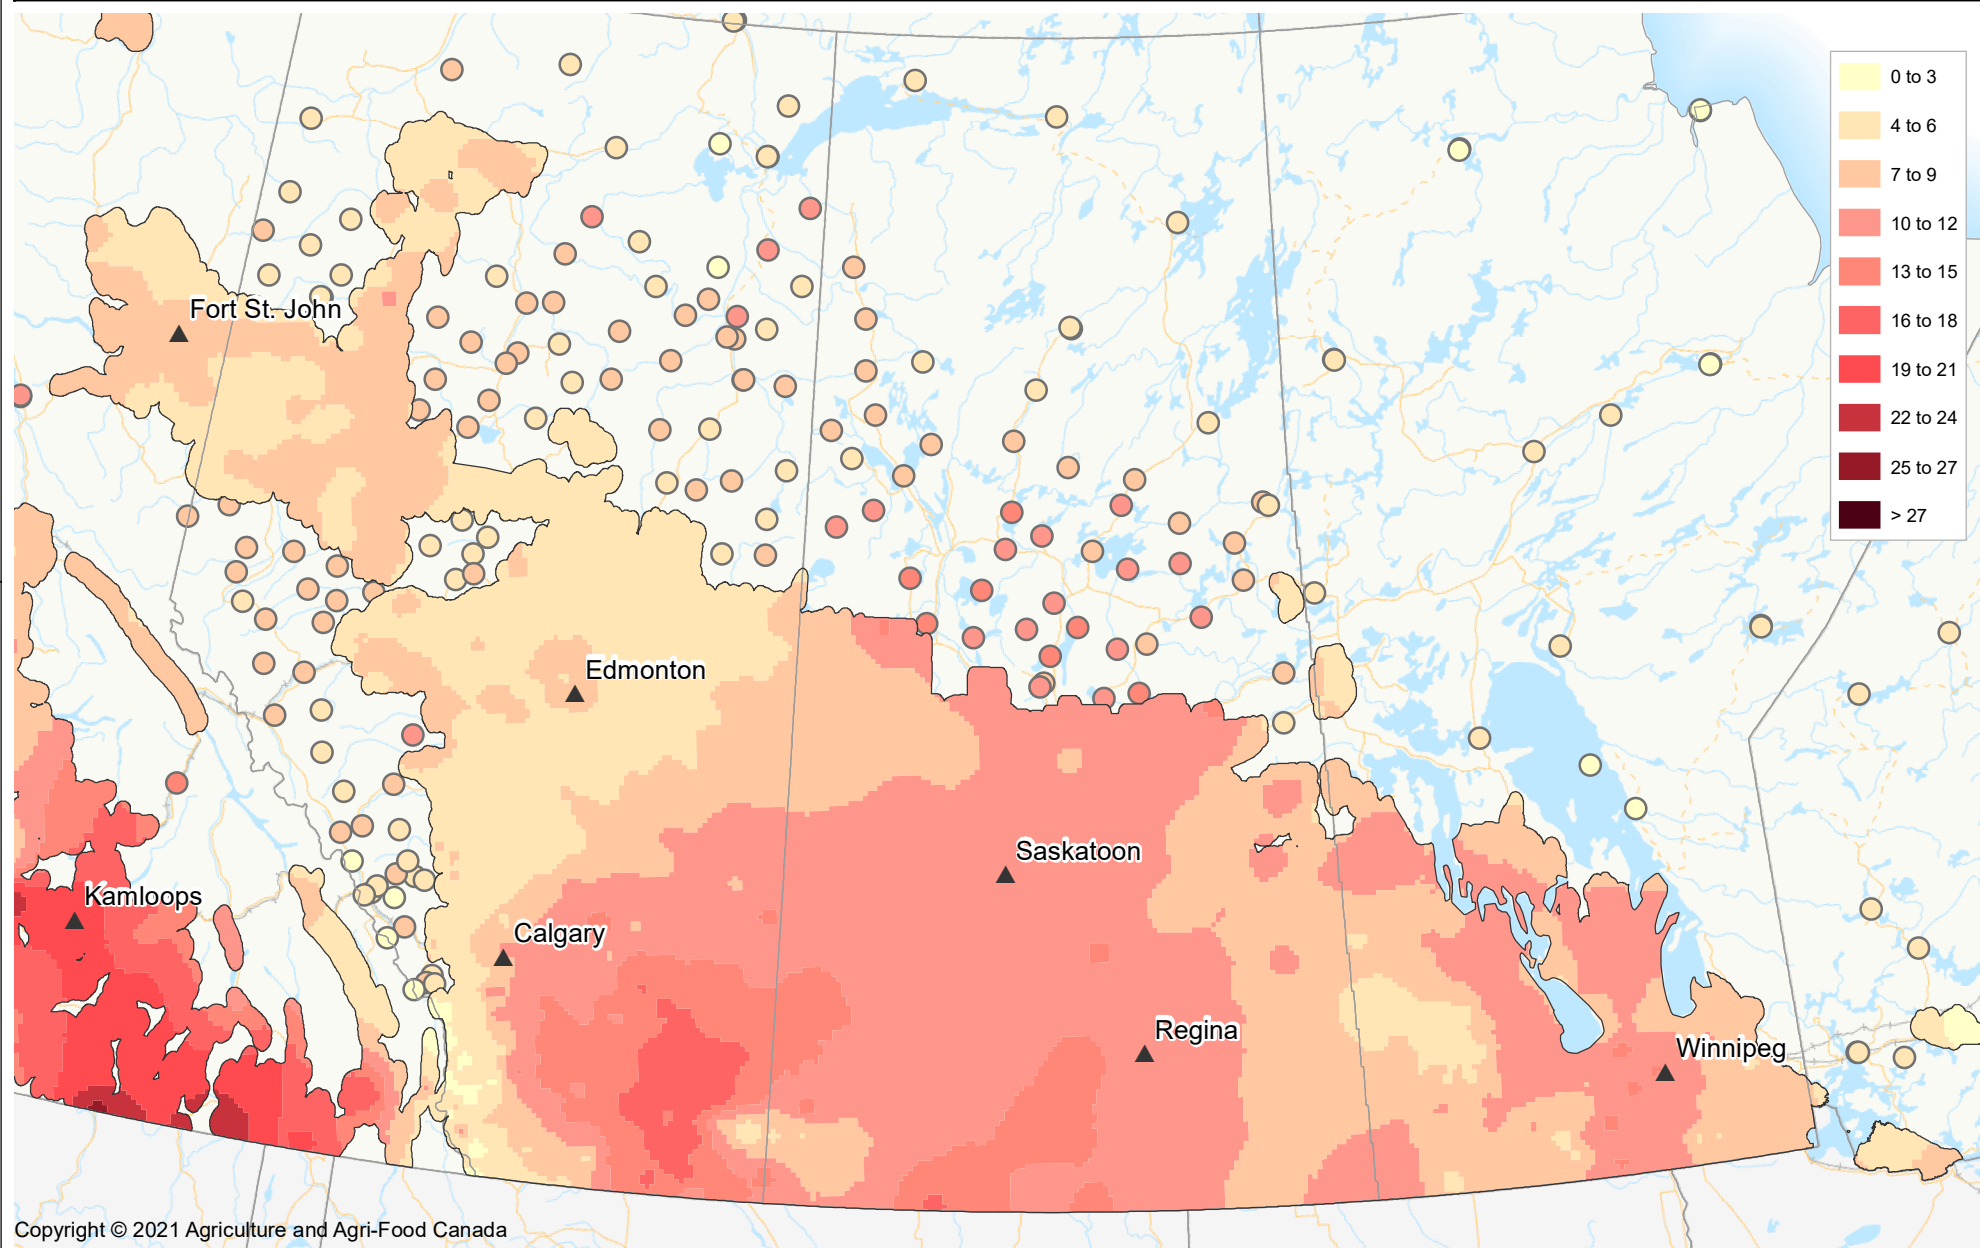 0 to 3
4 to 6
7 to 9
10 to 12
13 to 15
16 to 18
19 to 21
22 to 24
25 to 27
> 27
Fort St. John
Edmonton
Saskatoon
Kamloops
Calgary
Regina
Winnipeg
Copyright © 2021 Agriculture and Agri-Food Canada